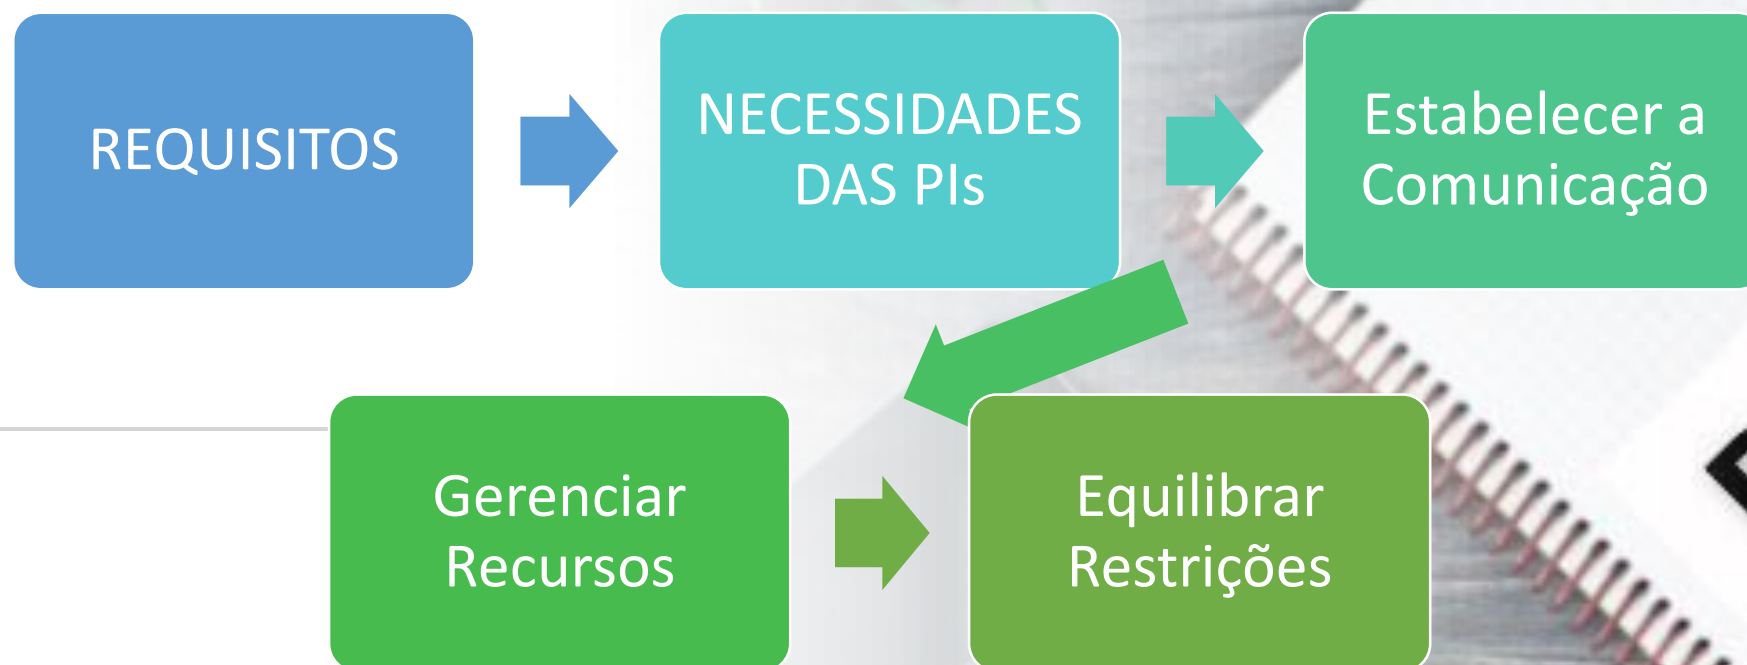 REQUISITOS
NECESSIDADES
DAS PIs
Estabelecer a
Comunicação
Gerenciar
Recursos
Equilibrar
Restrições